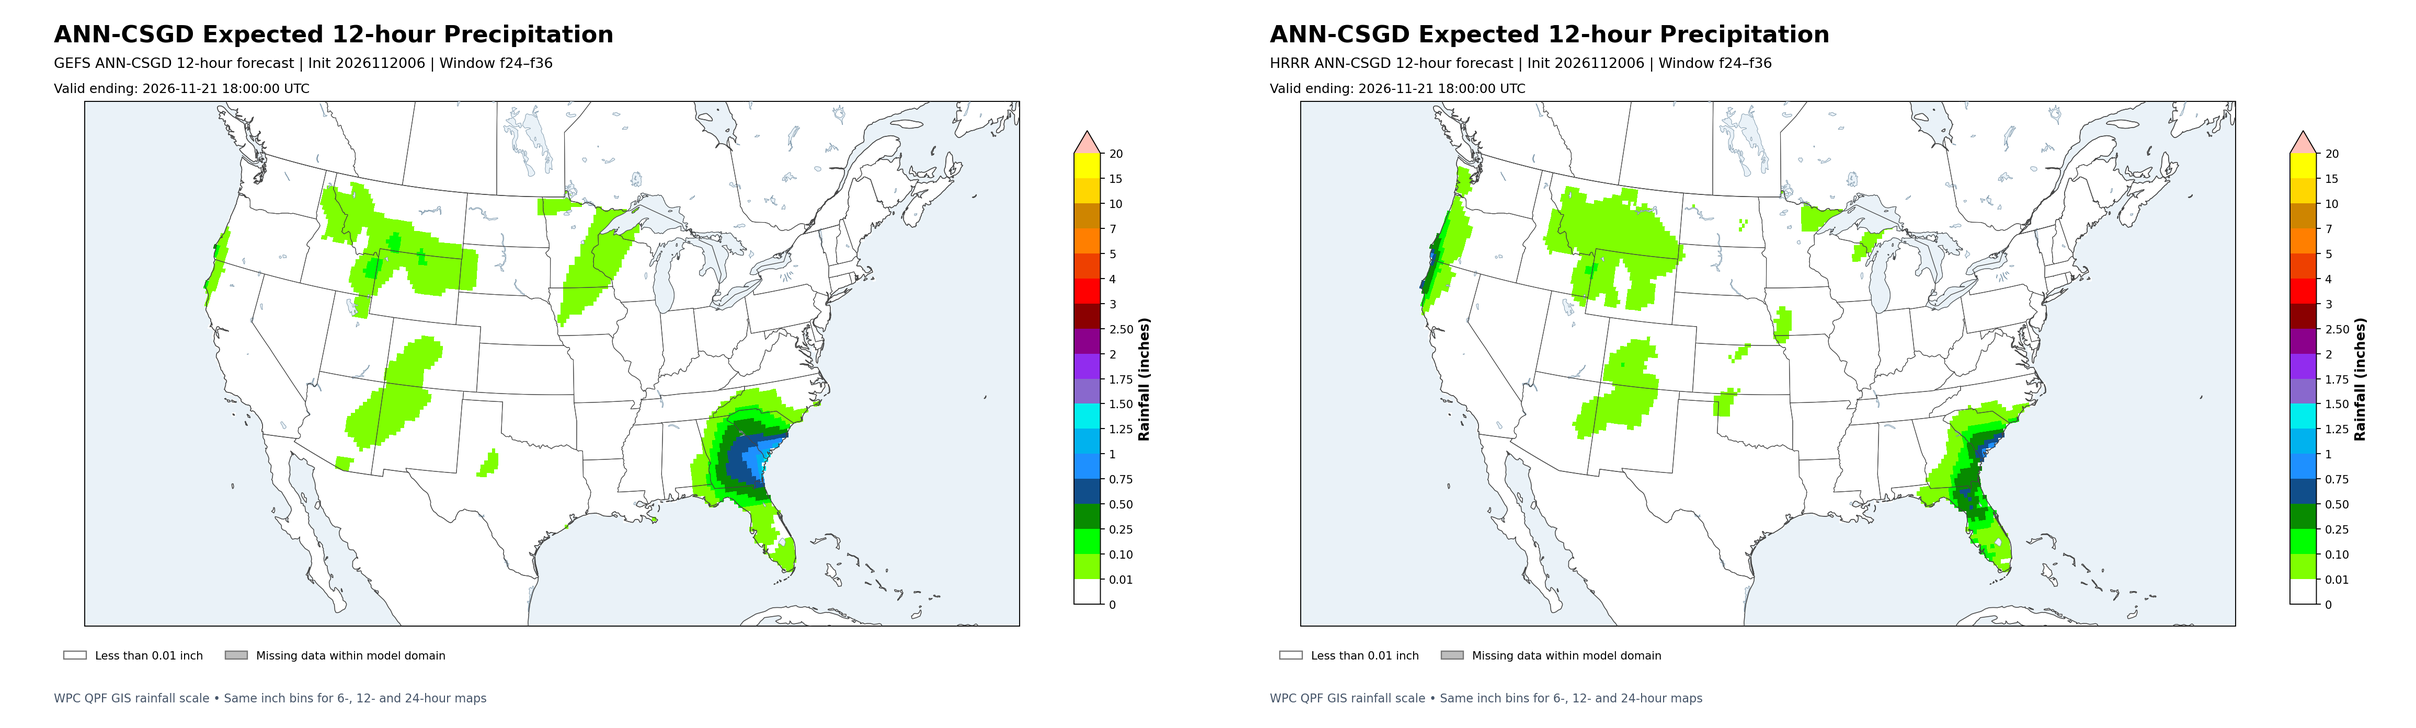 ANN-CSGD Expected 12-hour Precipitation
GEFS ANN-CSGD 12-hour forecast | Init 2026112006 | Window f24–f36
Valid ending: 2026-11-21 18:00:00 UTC
20
15
10
7
5
4
3
2.50
2
1.75
1.50
1.25
1
0.75
0.50
0.25
0.10
0.01
0
Rainfall (inches)
Less than 0.01 inch
Missing data within model domain
WPC QPF GIS rainfall scale • Same inch bins for 6-, 12- and 24-hour maps
ANN-CSGD Expected 12-hour Precipitation
HRRR ANN-CSGD 12-hour forecast | Init 2026112006 | Window f24–f36
Valid ending: 2026-11-21 18:00:00 UTC
20
15
10
7
5
4
3
2.50
2
1.75
1.50
1.25
1
0.75
0.50
0.25
0.10
0.01
0
Rainfall (inches)
Less than 0.01 inch
Missing data within model domain
WPC QPF GIS rainfall scale • Same inch bins for 6-, 12- and 24-hour maps